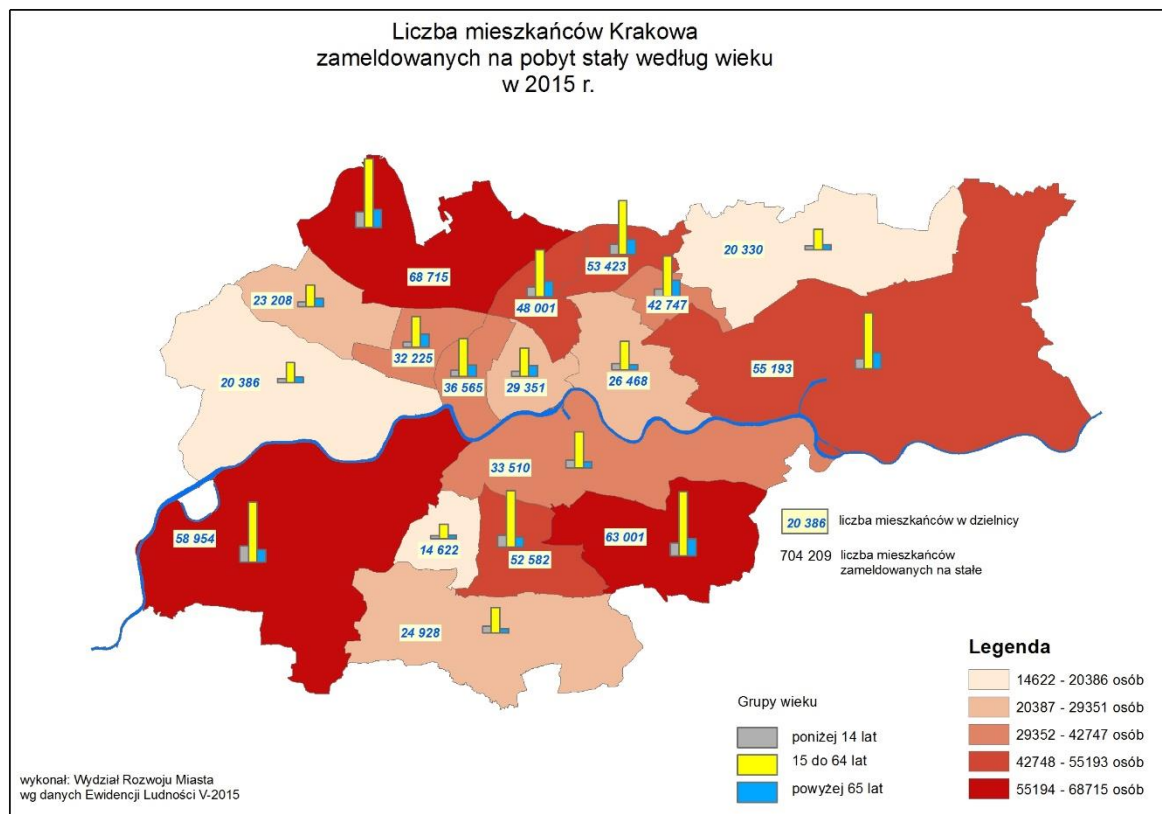 Liczba mieszkańców Krakowa
zameldowanych na pobyt stały według wieku
w 2015 r.
20 330
53 423
68 715
48 001
42 747
23 208
32 225
20 386
36 565
29 351
26 468
55 193
33 510
58 954
14 622
52 582
63 001
24 928
20 386 liczba mieszkańców w dzielnicy
704 209 liczba mieszkańców
zameldowanych na stałe
Grupy wieku
poniżej 14 lat
15 do 64 lat
powyżej 65 lat
Legenda
14622 - 20386 osób
20387 - 29351 osób
29352 - 42747 osób
42748 - 55193 osób
55194 - 68715 osób
wykonał: Wydział Rozwoju Miasta
wg danych Ewidencji Ludności V-2015